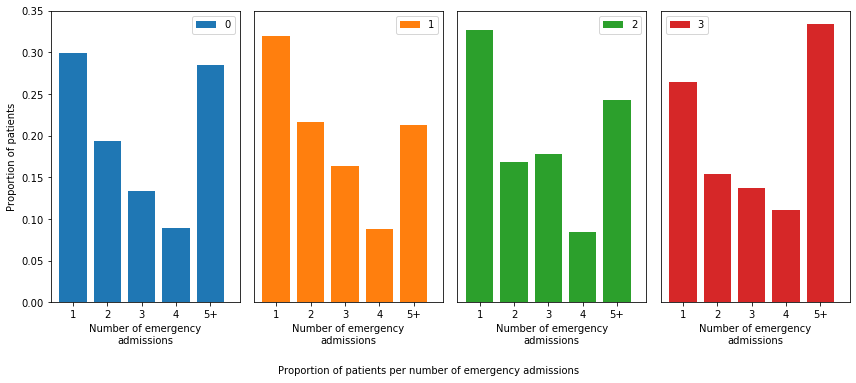 0
1
2
3
0.35
0.30
0.25
0.20
0.15
0.10
0.05
0.00
Proportion of patients
1 2 3 4 5+
Number of emergency
admissions
1 2 3 4 5+
Number of emergency
admissions
1 2 3 4 5+
Number of emergency
admissions
1 2 3 4 5+
Number of emergency
admissions
Proportion of patients per number of emergency admissions